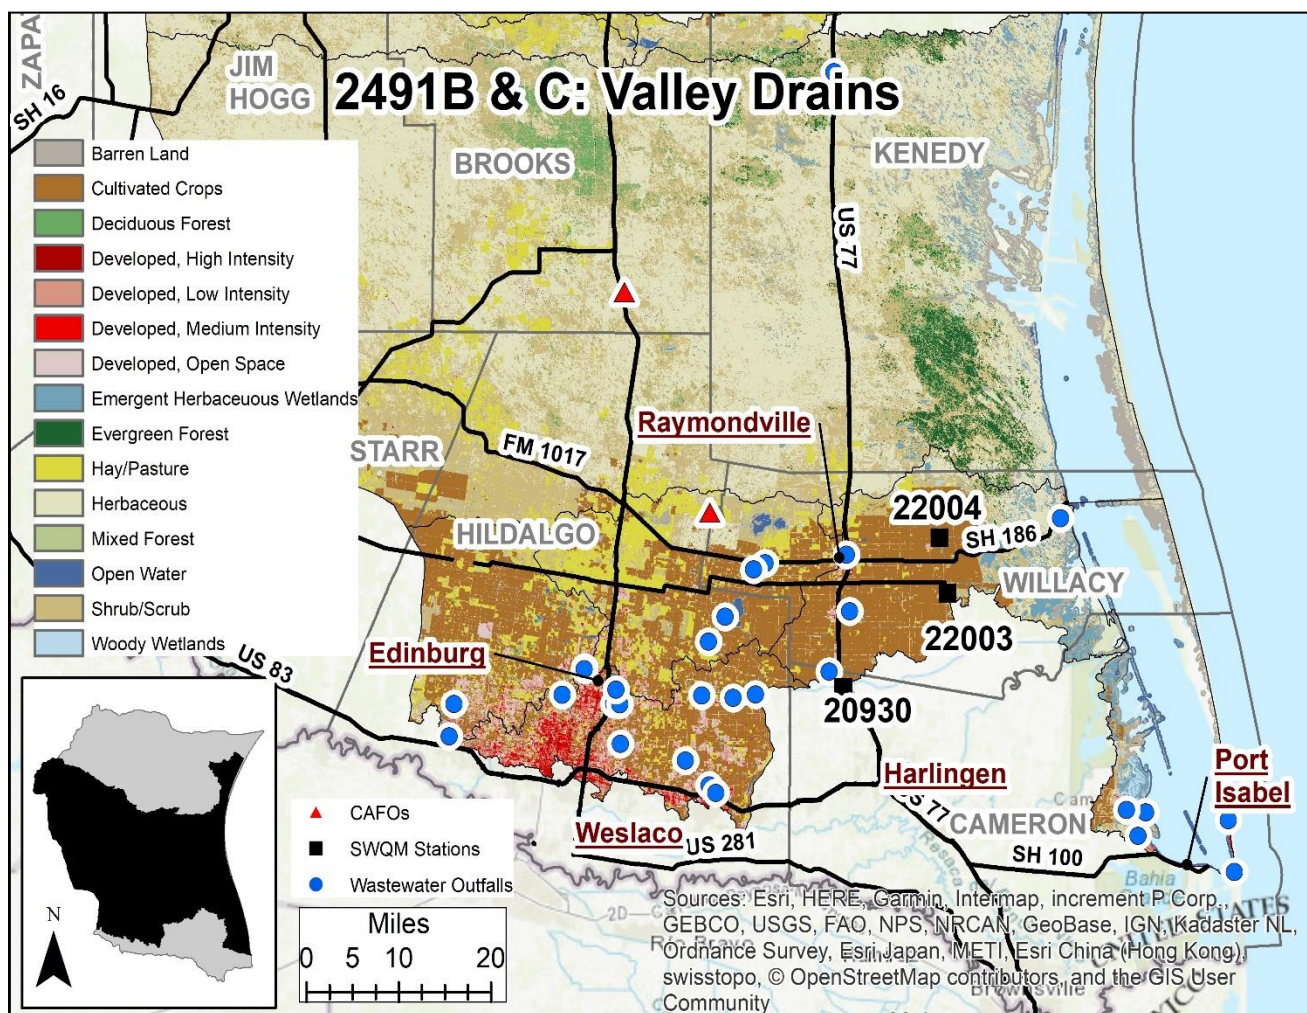 ZAPA
JIM
HOGG
SH 16
2491B & C: Valley Drains
BROOKS
KENEDY
US 77
Barren Land
Cultivated Crops
Deciduous Forest
Developed, High Intensity
Developed, Low Intensity
Developed, Medium Intensity
Developed, Open Space
Emergent Herbaceuous Wetlands
Evergreen Forest
Hay/Pasture
Herbaceous
Mixed Forest
Open Water
Shrub/Scrub
Woody Wetlands
Raymondville
STARR
FM 1017
HIDALGO
22004
SH 186
WILLACY
22003
Edinburg
US 83
20930
Harlingen
Port
Isabel
US 77
CAMERON
Weslaco
US 281
SH 100
Bahia
N
CAFOs
SWQM Stations
Wastewater Outfalls
Miles
0 5 10 20
Sources: Esri, HERE, Garmin, Intermap, increment P Corp.,
GEBCO, USGS, FAO, NPS, NRCAN, GeoBase, IGN, Kadaster NL,
Ordnance Survey, Esri Japan, METI, Esri China (Hong Kong),
swisstopo, © OpenStreetMap contributors, and the GIS User
Community